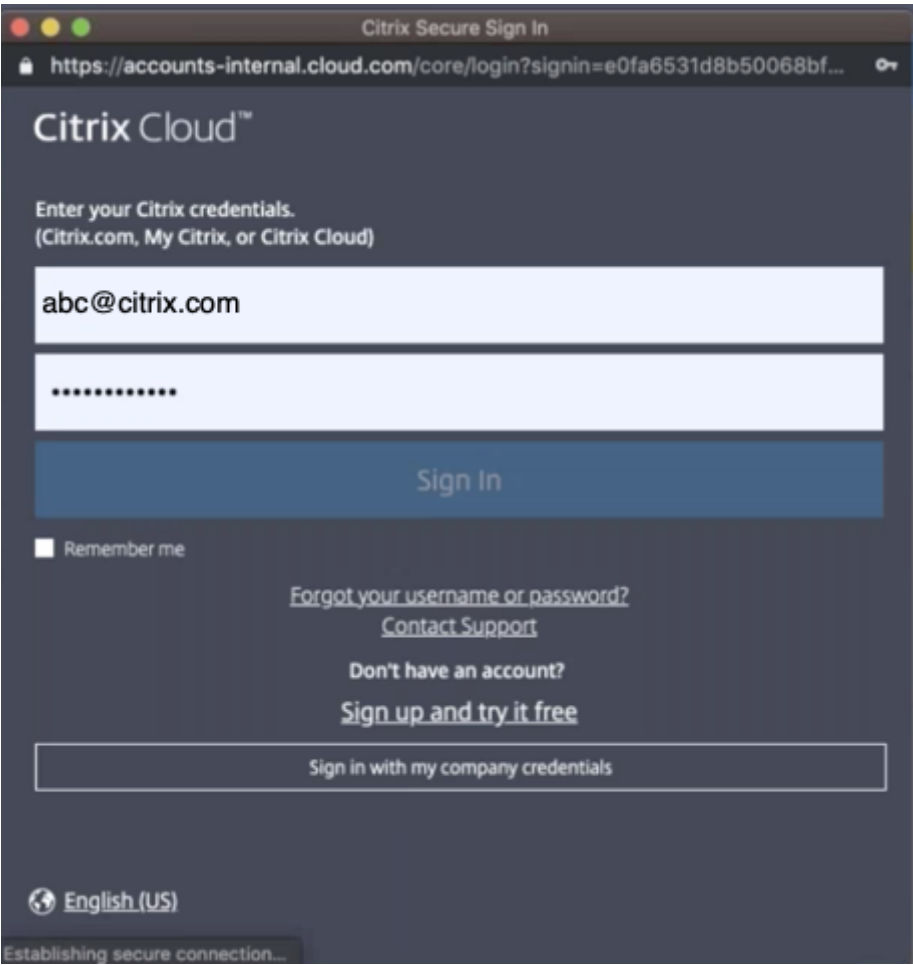 Citrix Secure Sign In
https://accounts-internal.cloud.com/core/login?signin=e0fa6531d8b50068bf...
Citrix Cloud™
Enter your Citrix credentials.
(Citrix.com, My Citrix, or Citrix Cloud)
abc@citrix.com
••••••••••••
Sign In
Remember me
Forgot your username or password?
Contact Support
Don't have an account?
Sign up and try it free
Sign in with my company credentials
English (US)
Establishing secure connection...